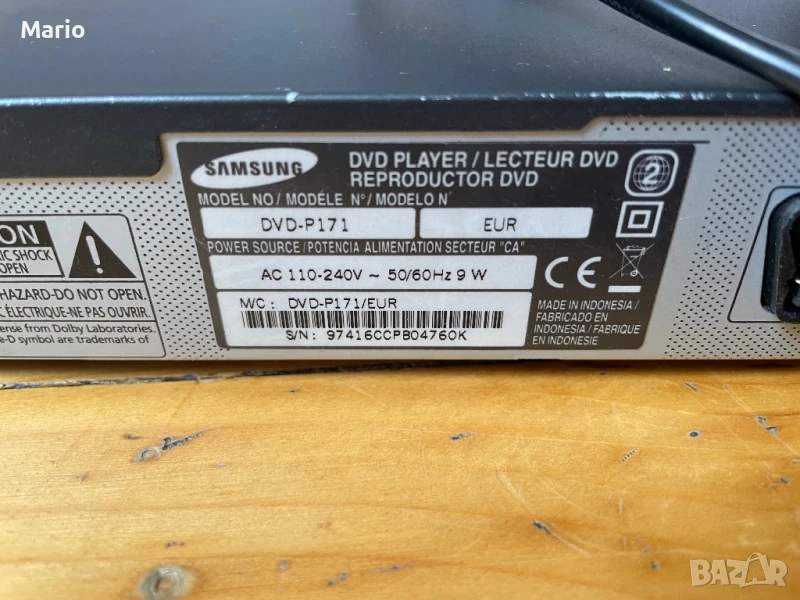 Mario
SAMSUNG
DVD PLAYER / LECTEUR DVD
REPRODUCTOR DVD
2
MODEL NO/ MODÈLE N°/ MODELO N°
DVD-P171
EUR
POWER SOURCE/POTENCIA ALIMENTATION SECTEUR "CA"
AC 110-240V ~ 50/60Hz 9 W
CE
M/C : DVD-P171/EUR
S/N : 97416CCPB04760K
MADE IN INDONESIA /
FABRICADO EN
INDONESIA / FABRIQUE
EN INDONESIE
ON
IC SHOCK
OPEN
HAZARD-DO NOT OPEN.
ÉLECTRIQUE-NE PAS OUVRIR.
ense from Dolby Laboratories.
e-D symbol are trademarks of
BAZAR